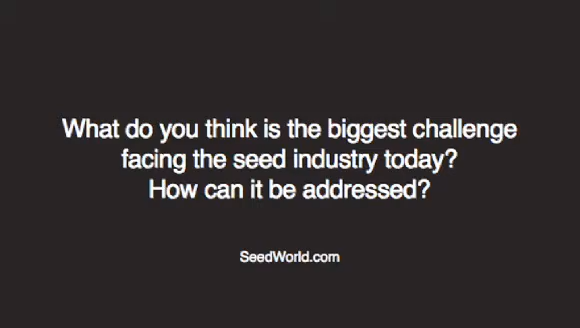 What do you think is the biggest challenge
facing the seed industry today?
How can it be addressed?
SeedWorld.com